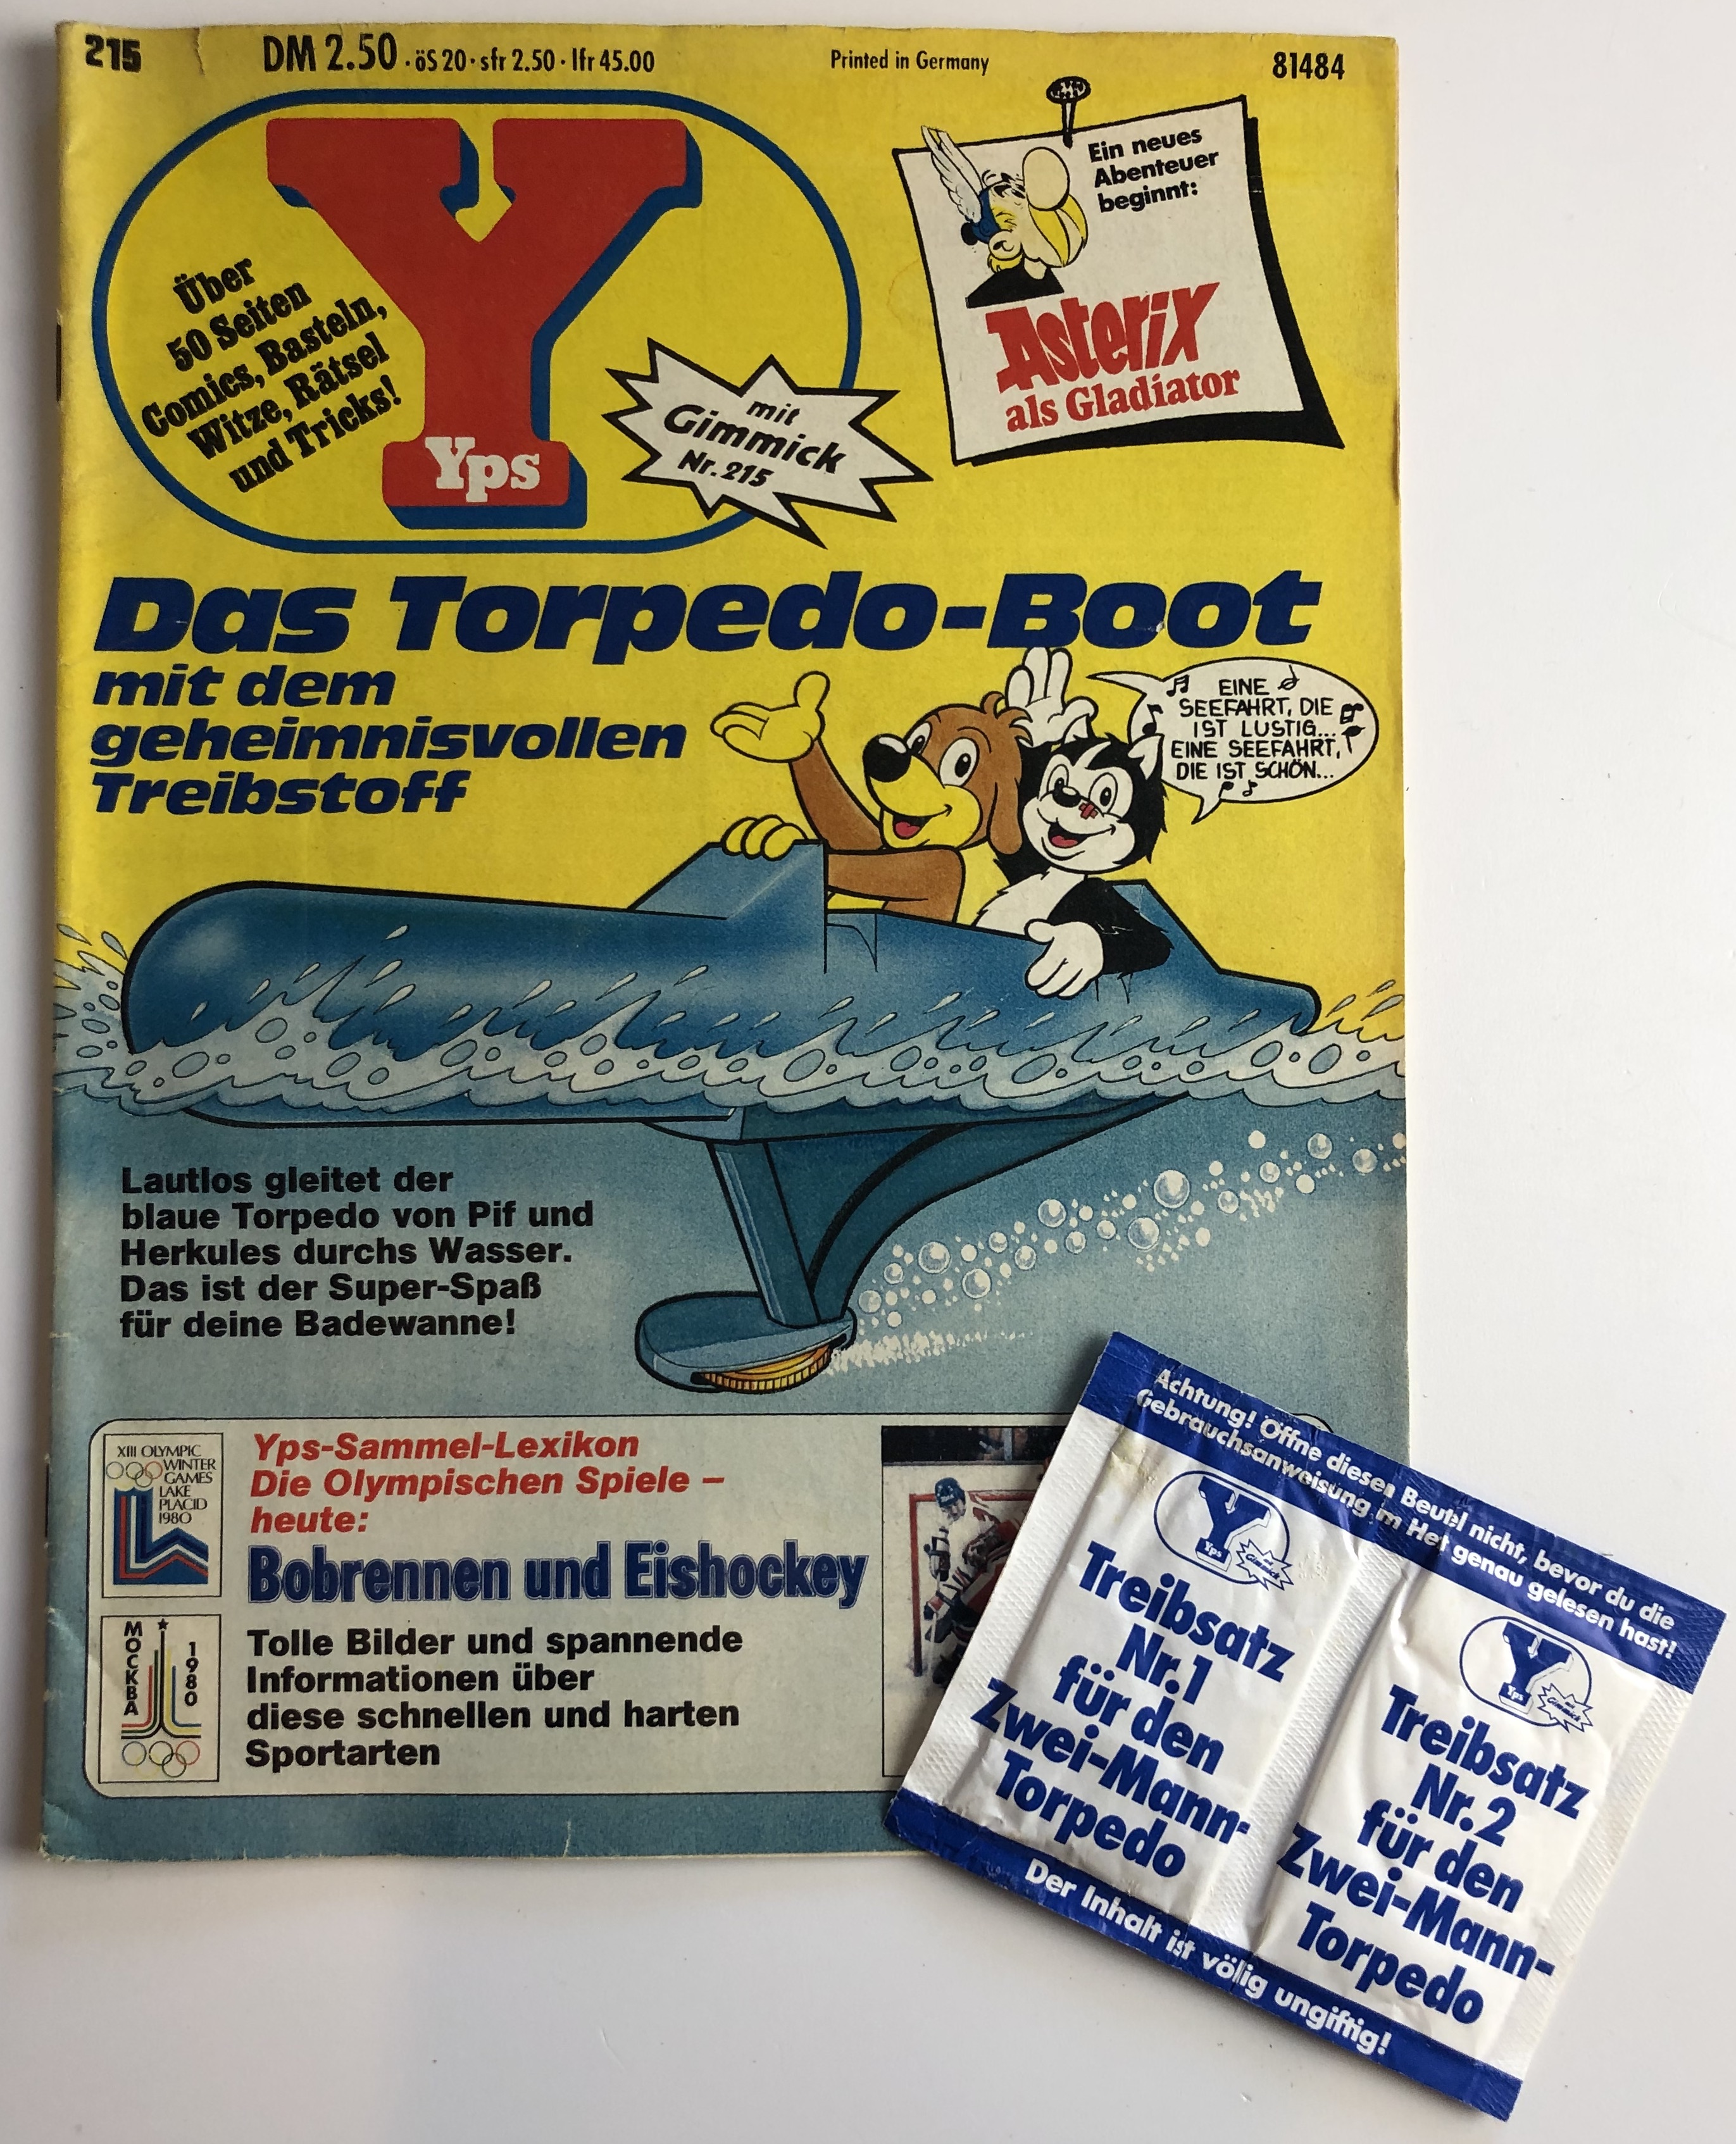 215
DM 2.50 · öS 20 · sfr 2.50 · lfr 45.00
Printed in Germany
81484
Über
50 Seiten
Comics, Basteln,
Witze, Rätsel
und Tricks!
Y
Yps
mit
Gimmick
Nr. 215
Ein neues
Abenteuer
beginnt:
Asterix
als Gladiator
Das Torpedo-Boot
mit dem
geheimnisvollen
Treibstoff
EINE
SEEFAHRT, DIE
IST LUSTIG...
EINE SEEFAHRT,
DIE IST SCHÖN...
Lautlos gleitet der
blaue Torpedo von Pif und
Herkules durchs Wasser.
Das ist der Super-Spaß
für deine Badewanne!
XIII OLYMPIC
WINTER
GAMES
LAKE
PLACID
1980
Yps-Sammel-Lexikon
Die Olympischen Spiele –
heute:
Bobrennen und Eishockey
МОСКВА
1980
Tolle Bilder und spannende
Informationen über
diese schnellen und harten
Sportarten
Achtung! Öffne diesen Beutel nicht, bevor du die
Gebrauchsanweisung im Heft genau gelesen hast!
Y
Yps
mit
Gimmick
Treibsatz
Nr. 1
für den
Zwei-Mann-
Torpedo
Y
Yps
mit
Gimmick
Treibsatz
Nr. 2
für den
Zwei-Mann-
Torpedo
Der Inhalt ist völig ungiftig!